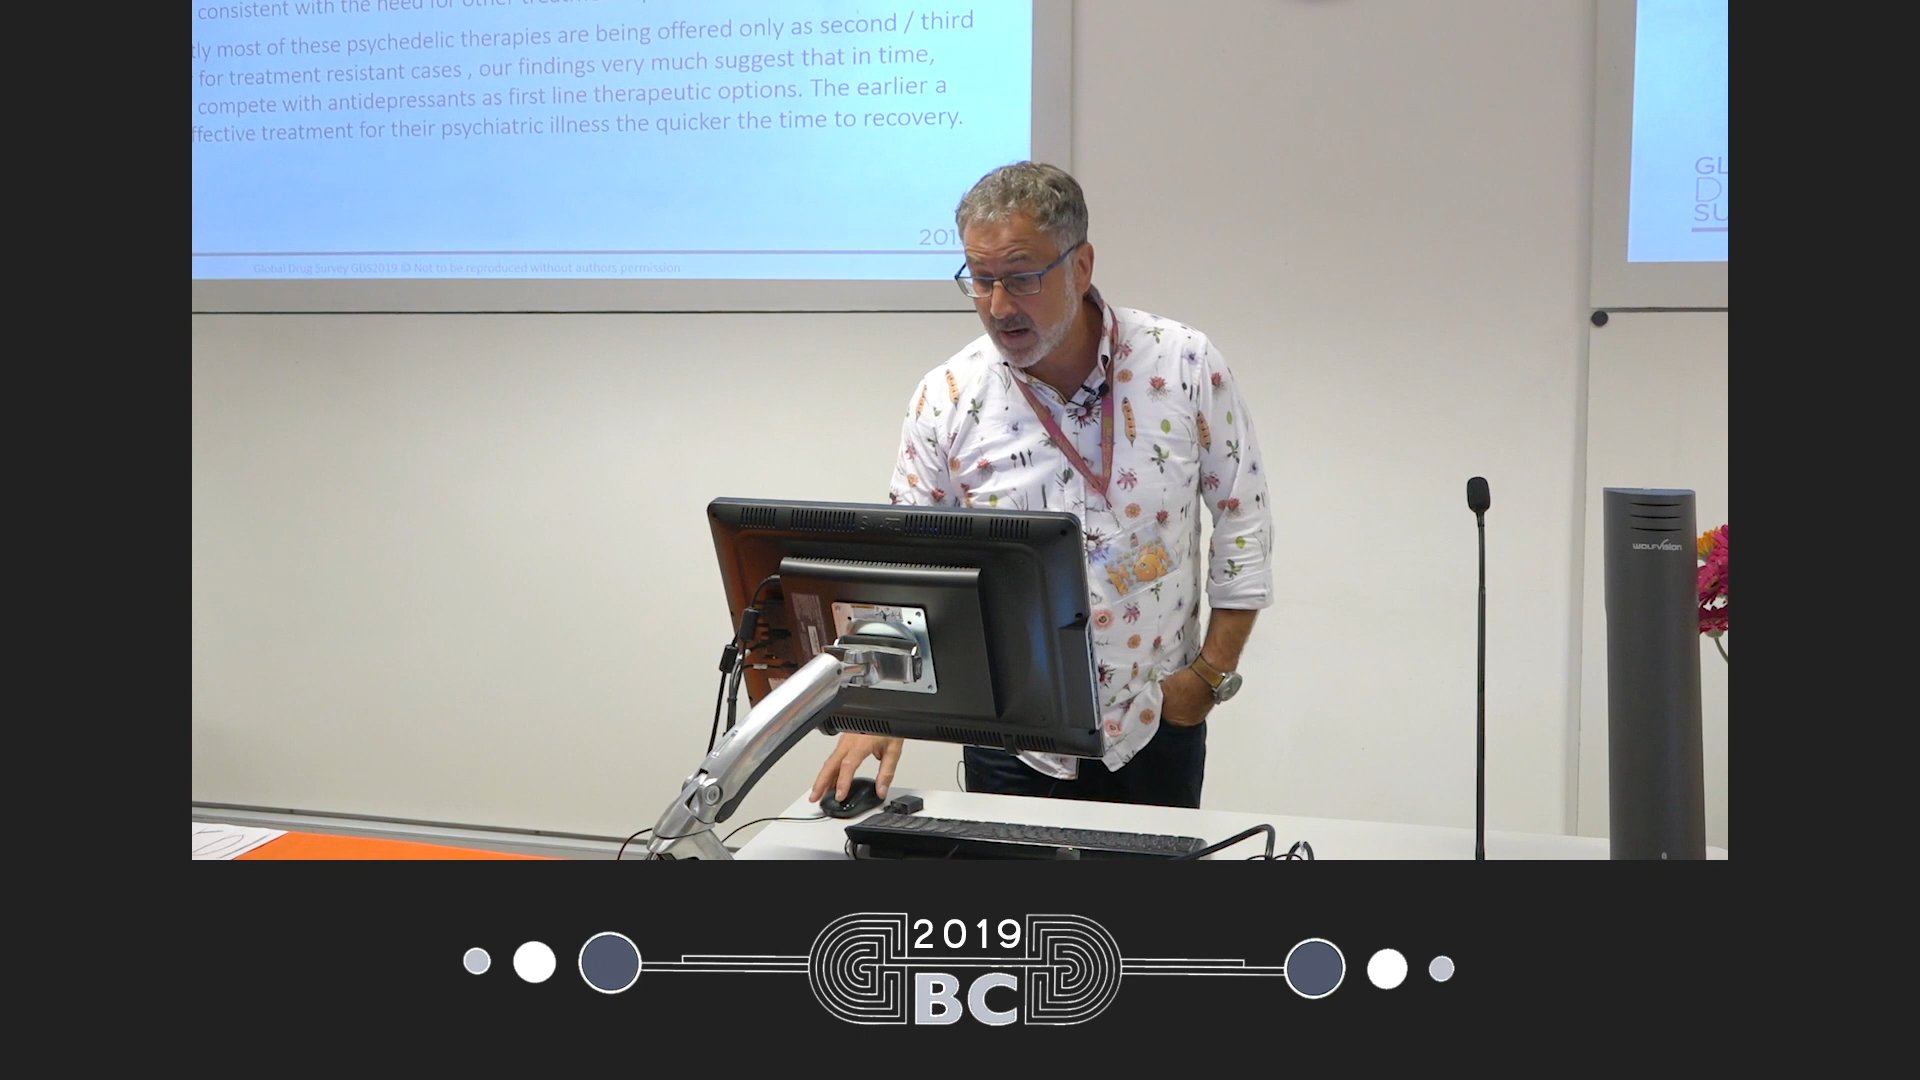 consistent with the need for other
tly most of these psychedelic therapies are being offered only as second / third
for treatment resistant cases , our findings very much suggest that in time,
compete with antidepressants as first line therapeutic options. The earlier a
ffective treatment for their psychiatric illness the quicker the time to recovery.
201
Global Drug Survey GDS2019 © Not to be reproduced without authors permission
GL
D
SU
WOLFVISION
2019
BC